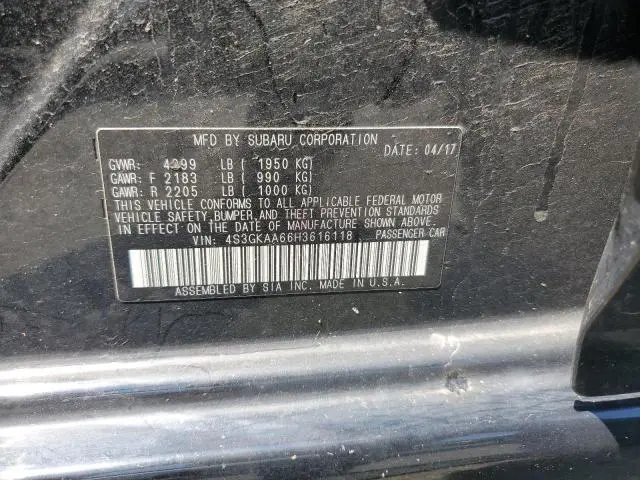 MFD BY SUBARU CORPORATION
DATE: 04/17
GVWR: 4299 LB ( 1950 KG)
GAWR: F 2183 LB ( 990 KG)
GAWR: R 2205 LB ( 1000 KG)
THIS VEHICLE CONFORMS TO ALL APPLICABLE FEDERAL MOTOR
VEHICLE SAFETY, BUMPER, AND THEFT PREVENTION STANDARDS
IN EFFECT ON THE DATE OF MANUFACTURE SHOWN ABOVE.
VIN: 4S3GKAA66H3616118 PASSENGER CAR
ASSEMBLED BY SIA INC. MADE IN U.S.A.